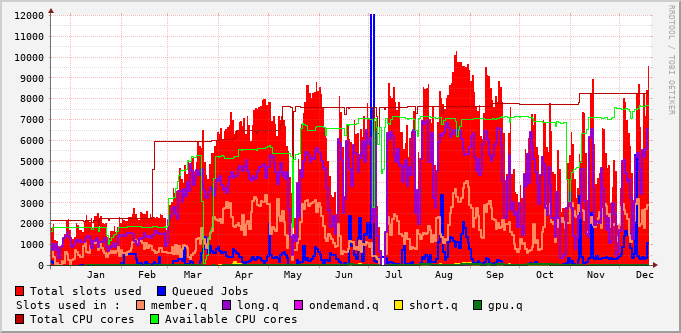 12000
11000
10000
9000
8000
7000
6000
5000
4000
3000
2000
1000
0
Jan Feb Mar Apr May Jun Jul Aug Sep Oct Nov Dec
Total slots used Queued Jobs
Slots used in : member.q long.q ondemand.q short.q gpu.q
Total CPU cores Available CPU cores
RRDTOOL / TOBI OETIKER